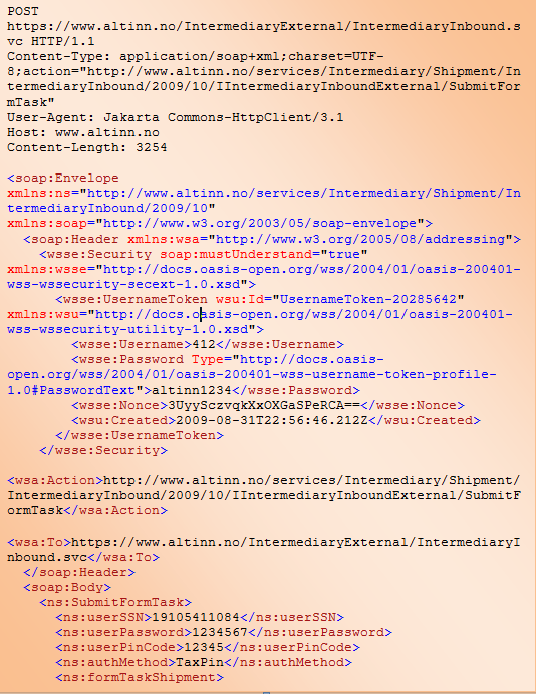 POST
https://www.altinn.no/IntermediaryExternal/IntermediaryInbound.s
vc HTTP/1.1
Content-Type: application/soap+xml;charset=UTF-
8;action="http://www.altinn.no/services/Intermediary/Shipment/In
termediaryInbound/2009/10/IIntermediaryInboundExternal/SubmitFor
mTask"
User-Agent: Jakarta Commons-HttpClient/3.1
Host: www.altinn.no
Content-Length: 3254
<soap:Envelope
xmlns:ns="http://www.altinn.no/services/Intermediary/Shipment/In
termediaryInbound/2009/10"
xmlns:soap="http://www.w3.org/2003/05/soap-envelope">
<soap:Header xmlns:wsa="http://www.w3.org/2005/08/addressing">
<wsse:Security soap:mustUnderstand="true"
xmlns:wsse="http://docs.oasis-open.org/wss/2004/01/oasis-200401-
wss-wssecurity-secext-1.0.xsd">
<wsse:UsernameToken wsu:Id="UsernameToken-20285642"
xmlns:wsu="http://docs.oasis-open.org/wss/2004/01/oasis-200401-
wss-wssecurity-utility-1.0.xsd">
<wsse:Username>412</wsse:Username>
<wsse:Password Type="http://docs.oasis-
open.org/wss/2004/01/oasis-200401-wss-username-token-profile-
1.0#PasswordText">altinn1234</wsse:Password>
<wsse:Nonce>3UyySczvqkXxOXGaSPeRCA==</wsse:Nonce>
<wsu:Created>2009-08-31T22:56:46.212Z</wsu:Created>
</wsse:UsernameToken>
</wsse:Security>
<wsa:Action>http://www.altinn.no/services/Intermediary/Shipment/
IntermediaryInbound/2009/10/IIntermediaryInboundExternal/SubmitF
ormTask</wsa:Action>
<wsa:To>https://www.altinn.no/IntermediaryExternal/IntermediaryI
nbound.svc</wsa:To>
</soap:Header>
<soap:Body>
<ns:SubmitFormTask>
<ns:userSSN>19105411084</ns:userSSN>
<ns:userPassword>1234567</ns:userPassword>
<ns:userPinCode>12345</ns:userPinCode>
<ns:authMethod>TaxPin</ns:authMethod>
<ns:formTaskShipment>